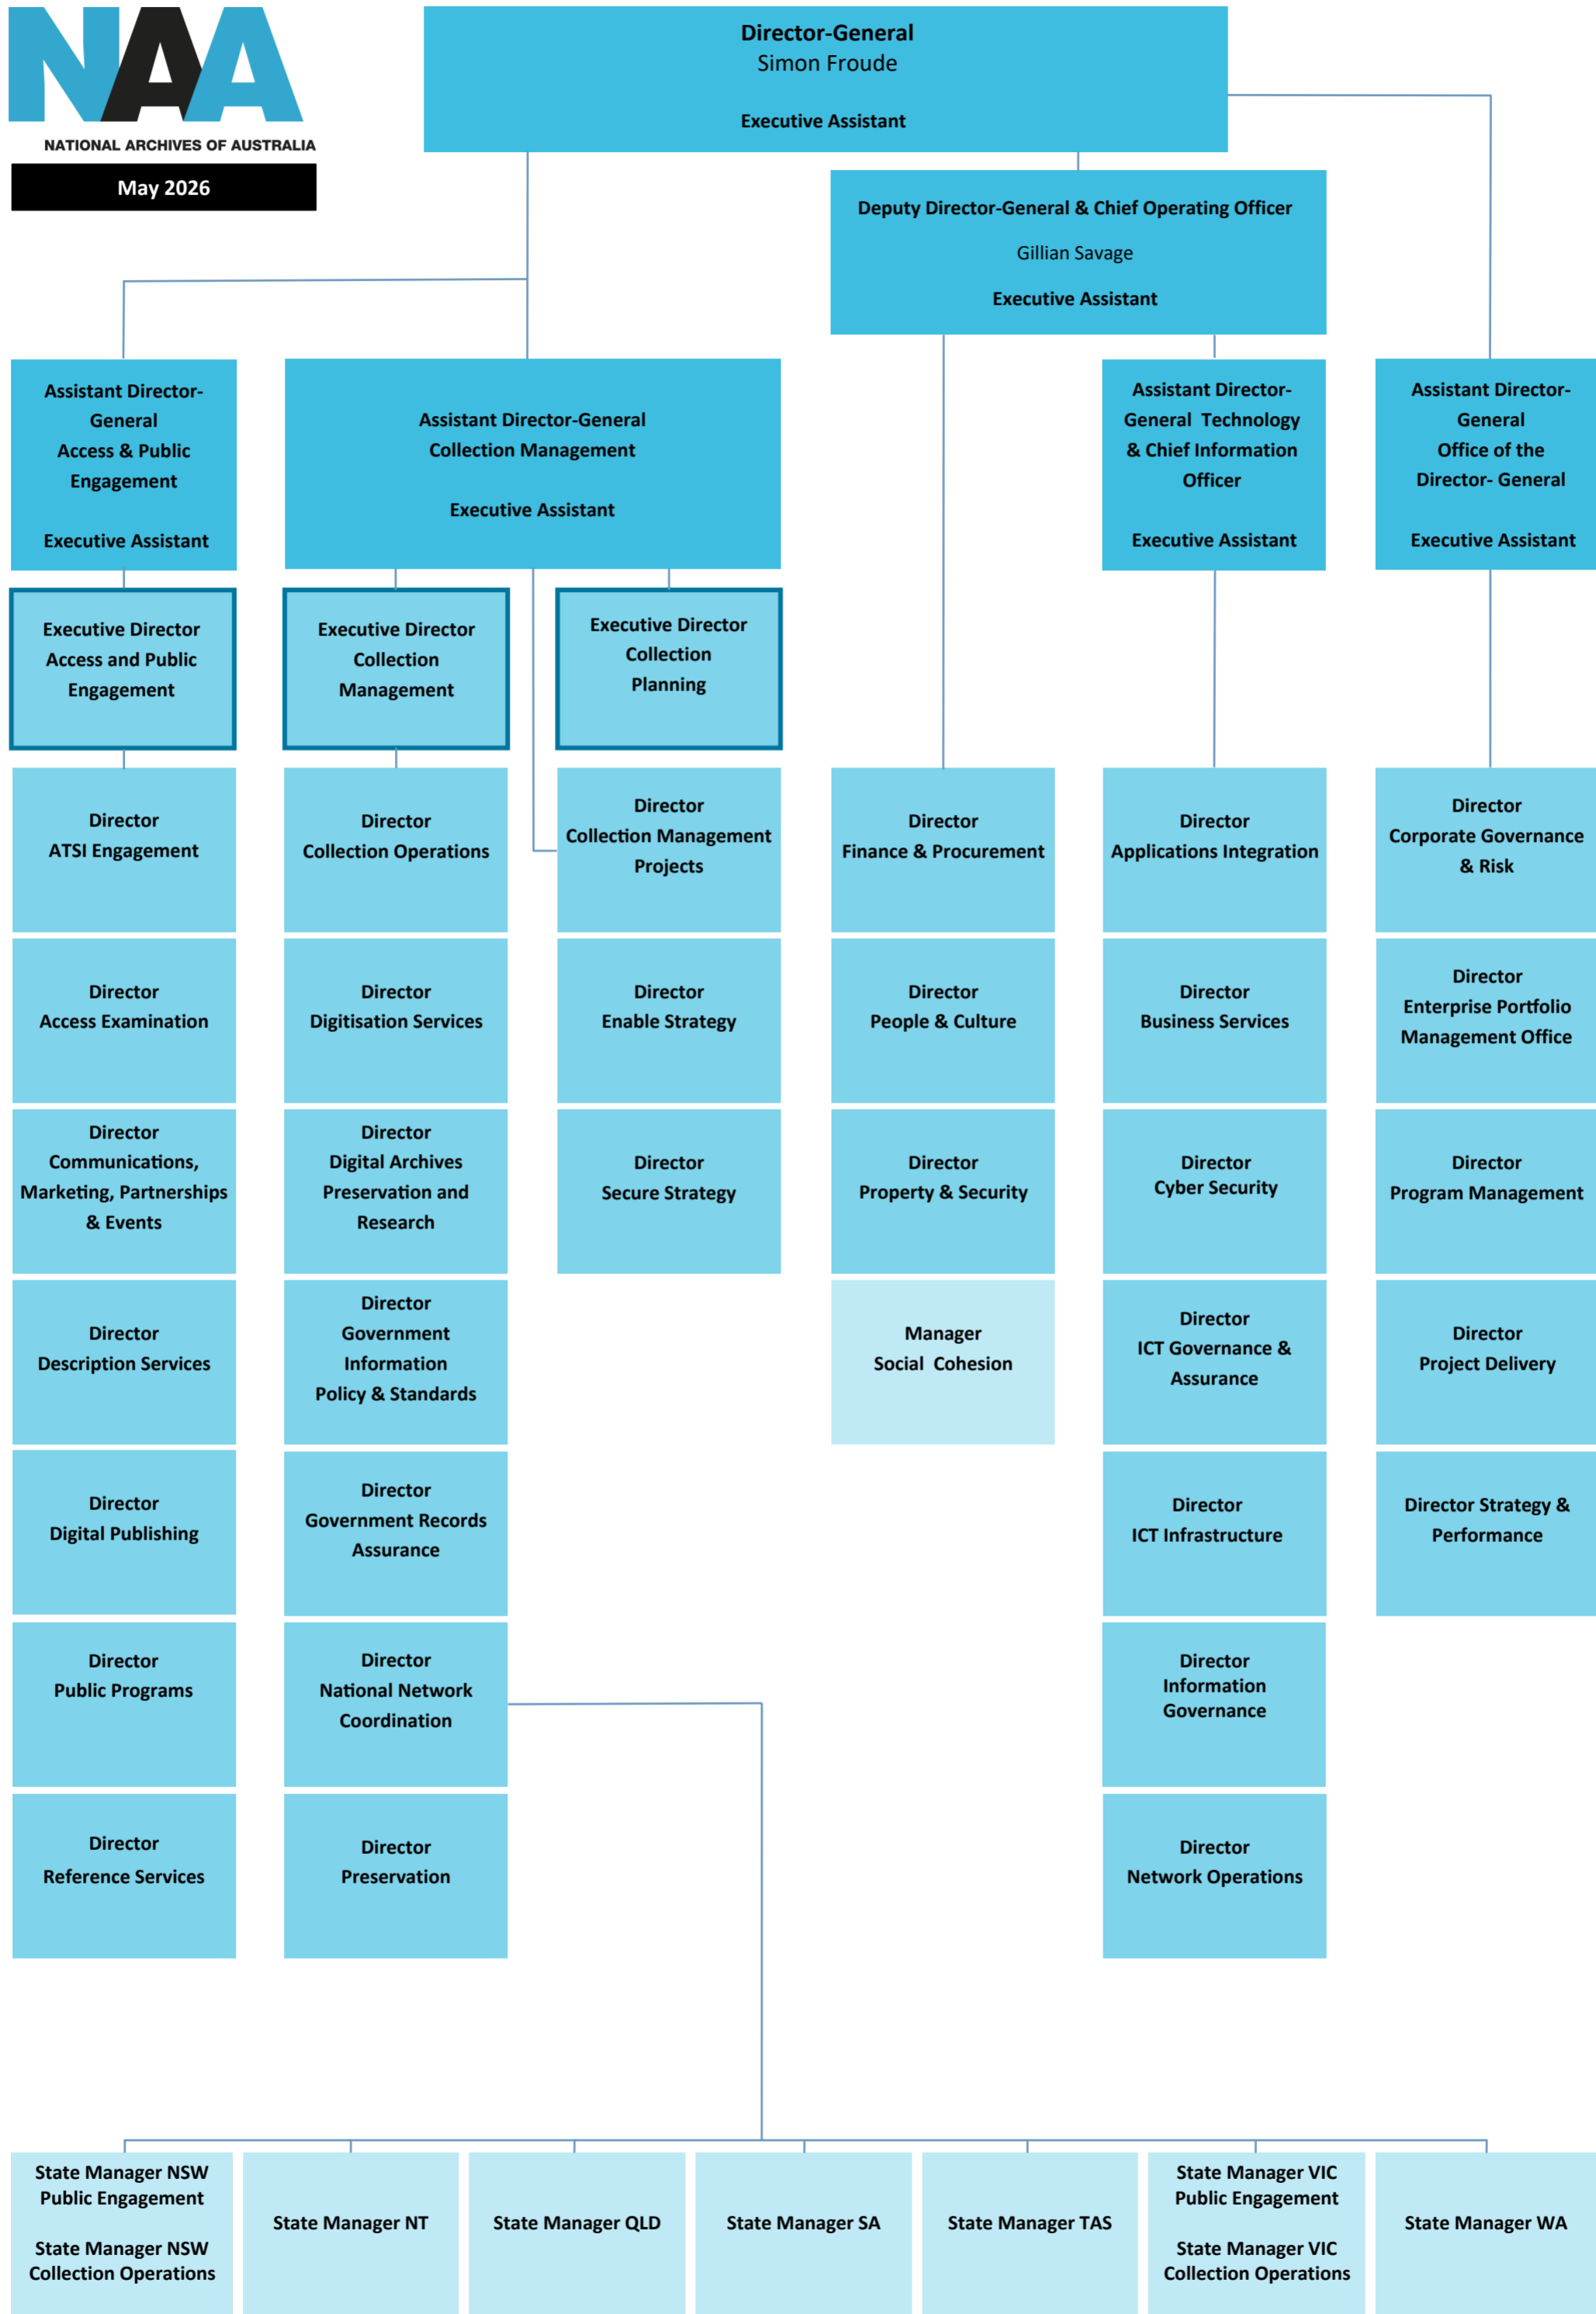 NAA
NATIONAL ARCHIVES OF AUSTRALIA
May 2026
Director-General
Simon Froude
Executive Assistant
Deputy Director-General & Chief Operating Officer
Gillian Savage
Executive Assistant
Assistant Director-
General
Access & Public
Engagement
Executive Assistant
Assistant Director-General
Collection Management
Executive Assistant
Assistant Director-
General Technology
& Chief Information
Officer
Executive Assistant
Assistant Director-
General
Office of the
Director- General
Executive Assistant
Executive Director
Access and Public
Engagement
Executive Director
Collection
Management
Executive Director
Collection
Planning
Director
ATSI Engagement
Director
Collection Operations
Director
Collection Management
Projects
Director
Finance & Procurement
Director
Applications Integration
Director
Corporate Governance
& Risk
Director
Access Examination
Director
Digitisation Services
Director
Enable Strategy
Director
People & Culture
Director
Business Services
Director
Enterprise Portfolio
Management Office
Director
Communications,
Marketing, Partnerships
& Events
Director
Digital Archives
Preservation and
Research
Director
Secure Strategy
Director
Property & Security
Director
Cyber Security
Director
Program Management
Director
Description Services
Director
Government
Information
Policy & Standards
Manager
Social Cohesion
Director
ICT Governance &
Assurance
Director
Project Delivery
Director
Digital Publishing
Director
Government Records
Assurance
Director
ICT Infrastructure
Director Strategy &
Performance
Director
Public Programs
Director
National Network
Coordination
Director
Information
Governance
Director
Reference Services
Director
Preservation
Director
Network Operations
State Manager NSW
Public Engagement
State Manager NSW
Collection Operations
State Manager NT
State Manager QLD
State Manager SA
State Manager TAS
State Manager VIC
Public Engagement
State Manager VIC
Collection Operations
State Manager WA